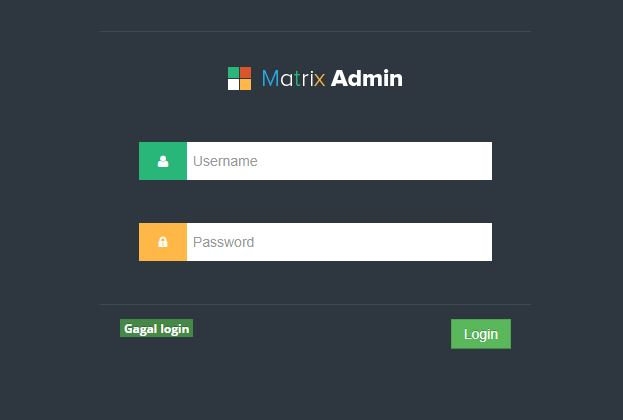 Matrix Admin
Username
Password
Gagal login
Login